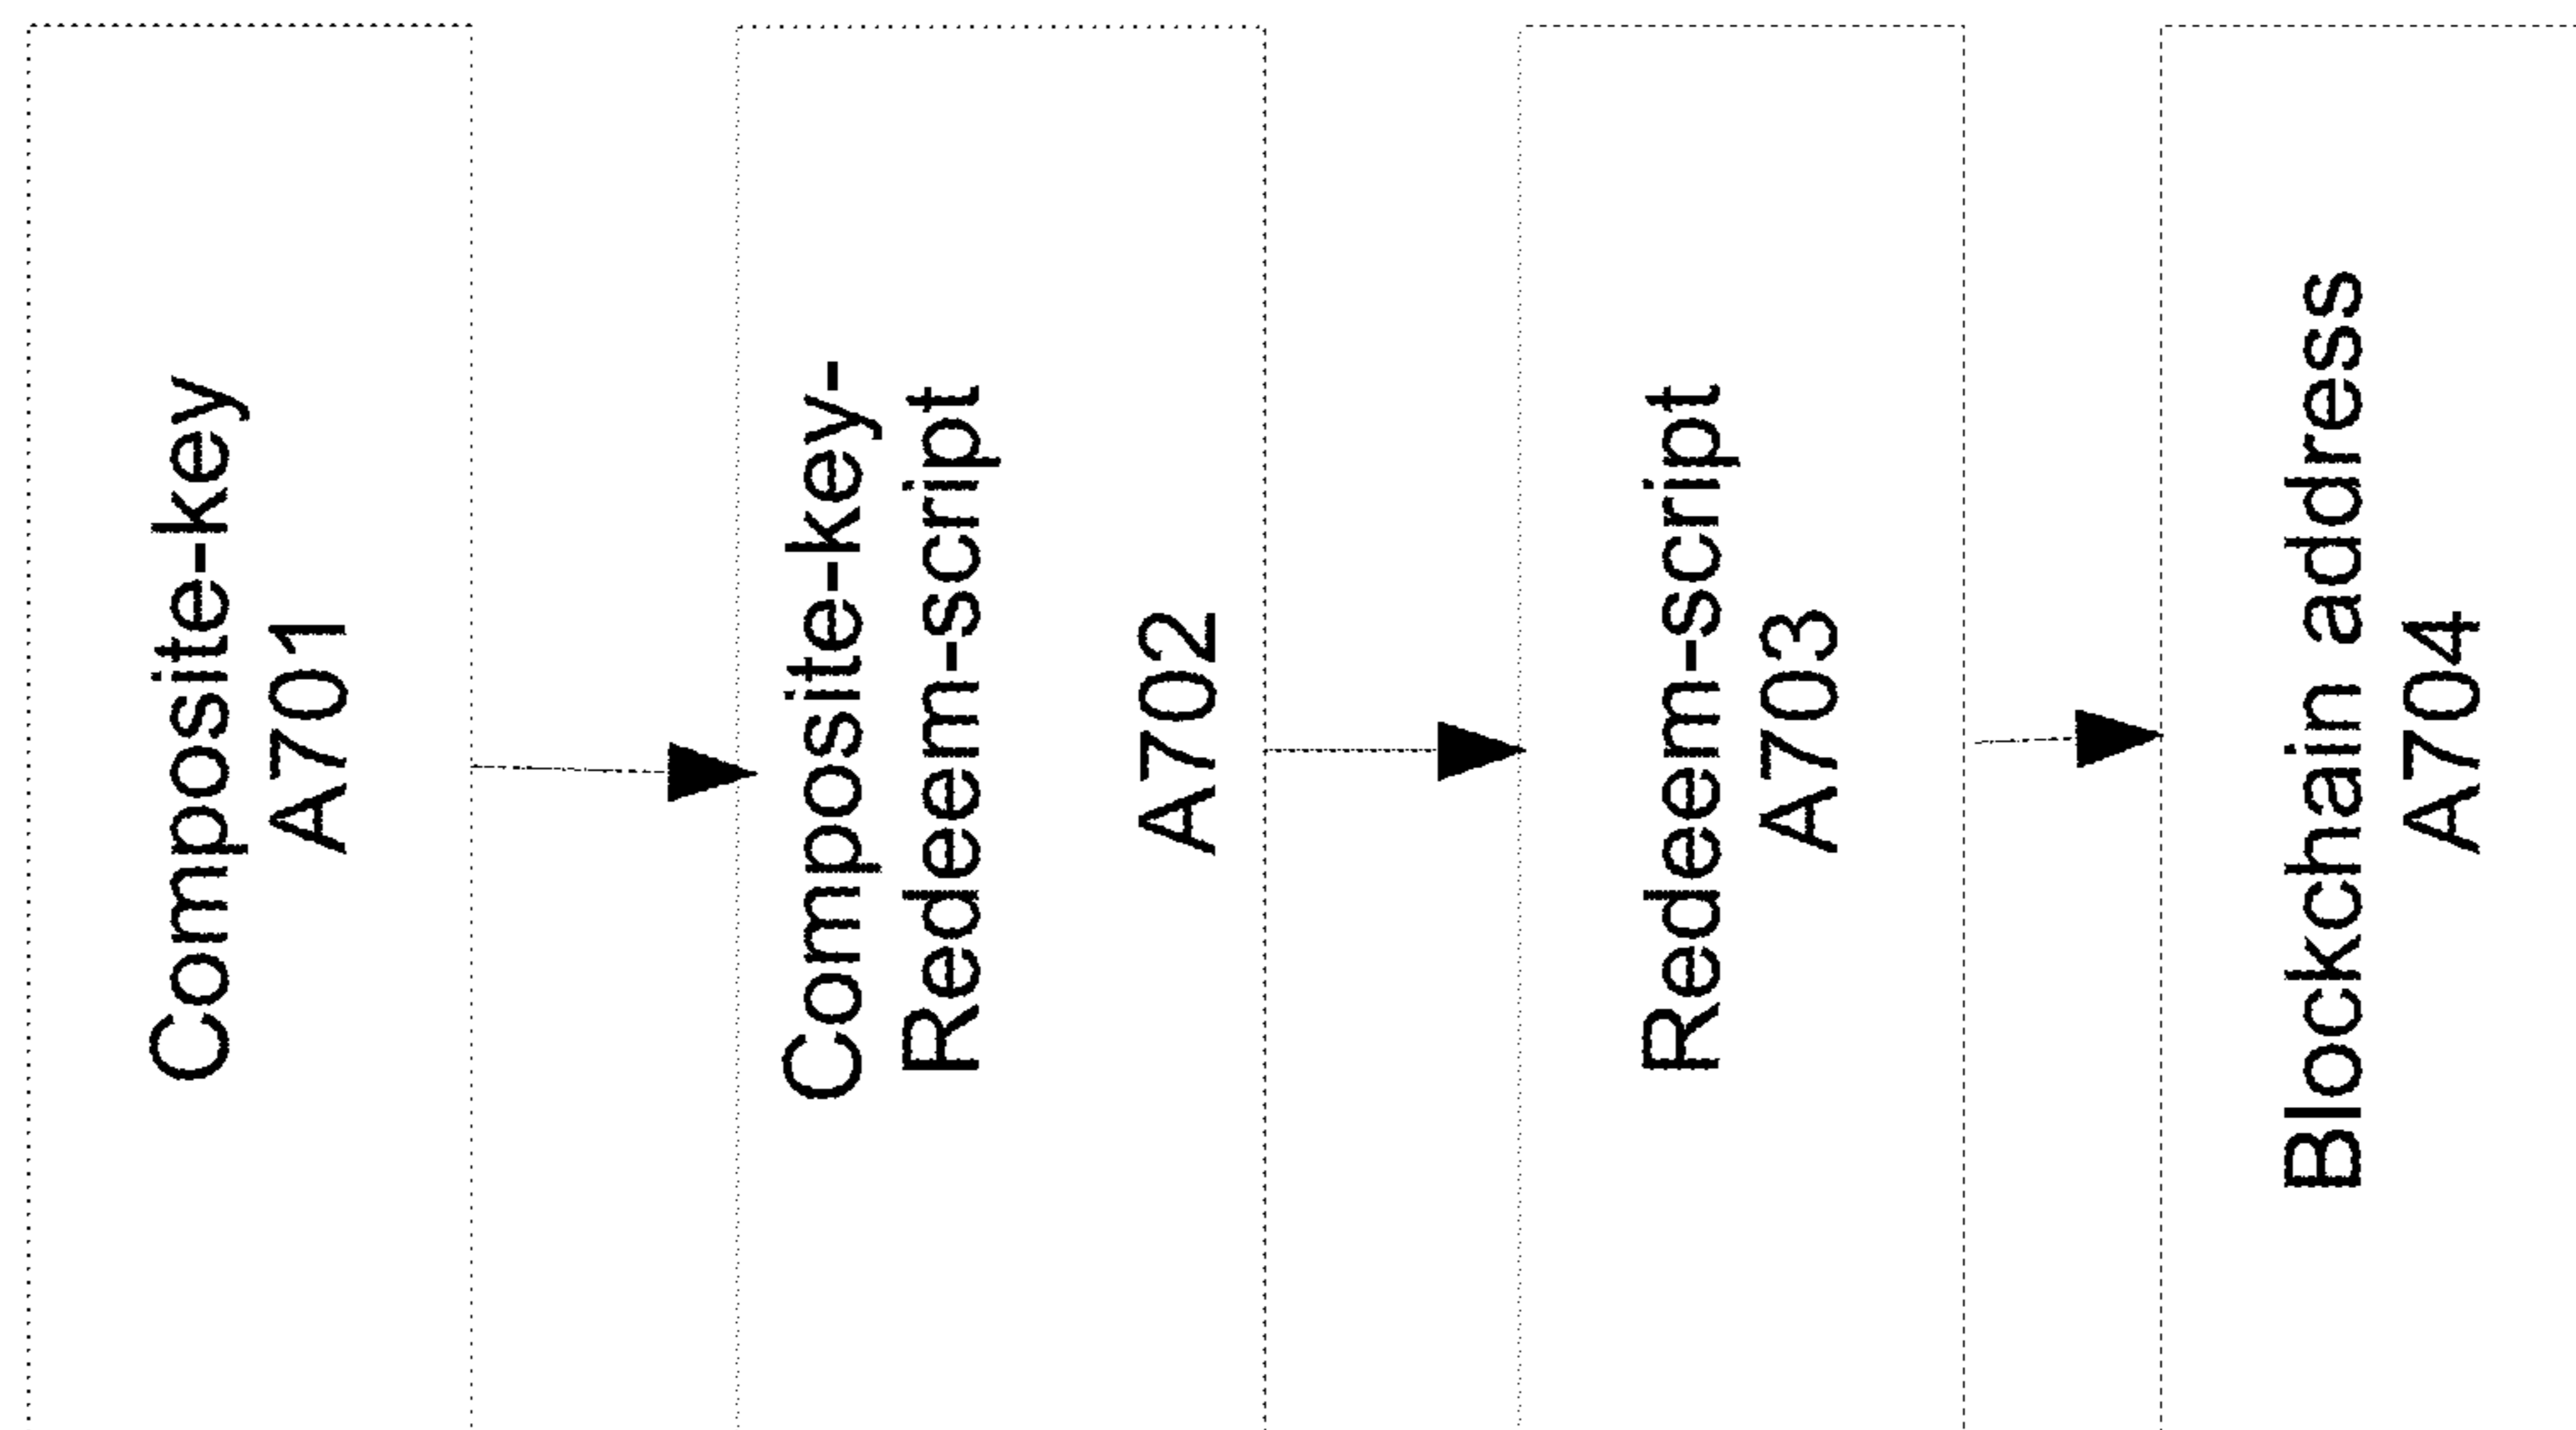 Composite-key
A701
Composite-key-
Redeem-script
A702
Redeem-script
A703
Blockchain address
A704